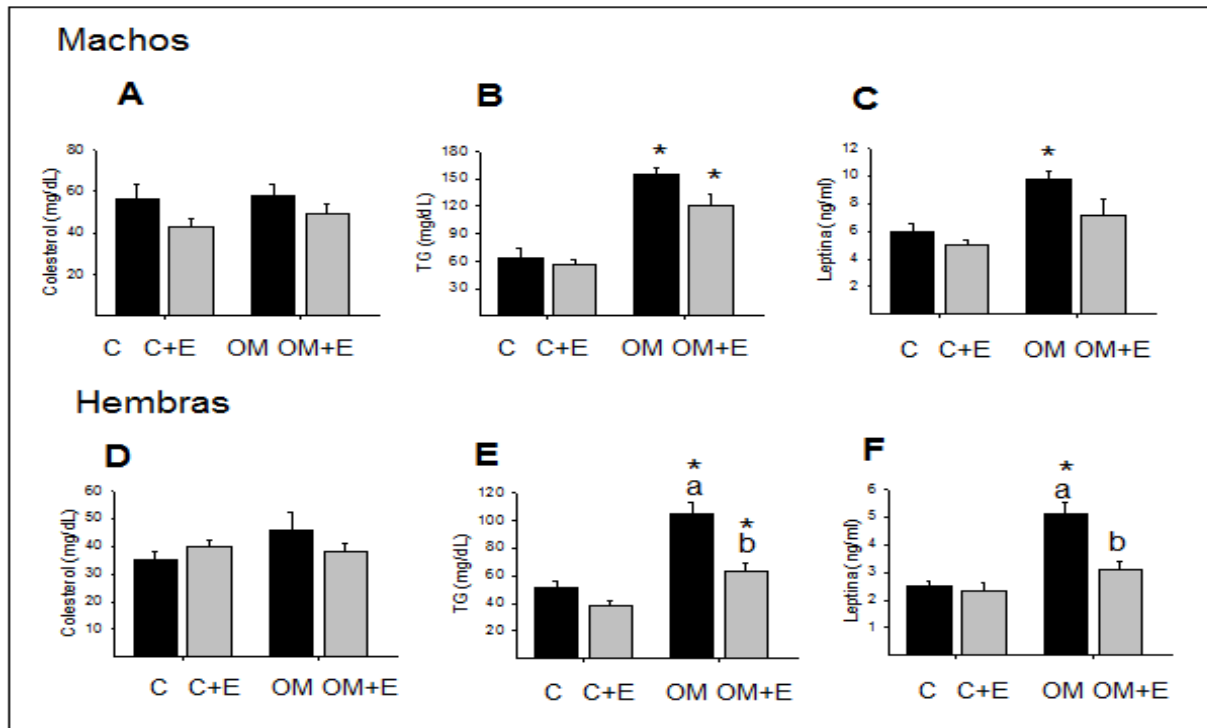 Machos
A
Colesterol (mg/dL)
80
60
40
20
C C+E OM OM+E
B
TG (mg/dL)
180
150
120
90
60
30
* *
C C+E OM OM+E
C
Leptina (ng/ml)
12
10
8
6
4
2
*
C C+E OM OM+E
Hembras
D
Colesterol (mg/dL)
60
50
40
30
20
10
C C+E OM OM+E
E
TG (mg/dL)
120
100
80
60
40
20
*
a
*
b
C C+E OM OM+E
F
Leptina (ng/ml)
6
5
4
3
2
1
*
a
b
C C+E OM OM+E